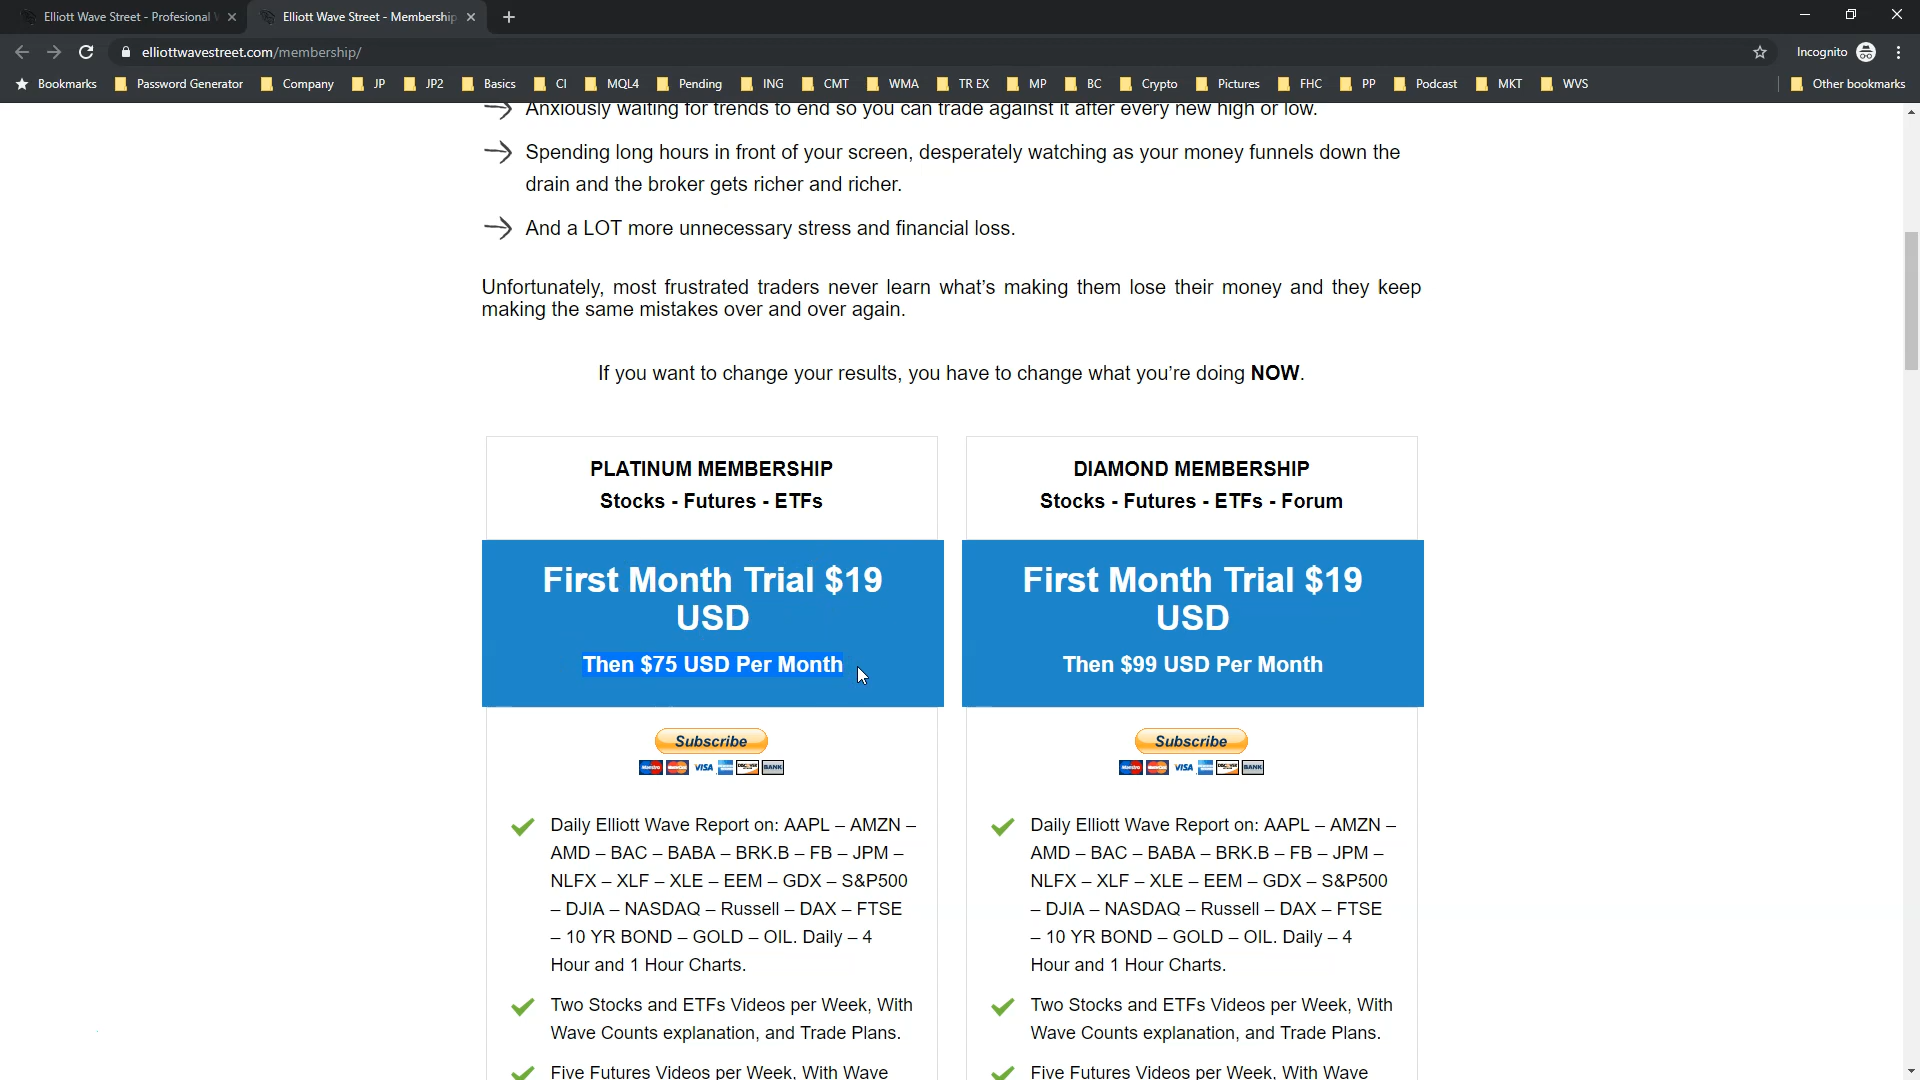 Elliott Wave Street - Profesional
Elliott Wave Street - Membership
elliottwavestreet.com/membership/
Incognito
Bookmarks
Password Generator
Company
JP
JP2
Basics
CI
MQL4
Pending
ING
CMT
WMA
TR EX
MP
BC
Crypto
Pictures
FHC
PP
Podcast
MKT
WVS
Other bookmarks
Anxiously waiting for trends to end so you can trade against it after every new high or low.
Spending long hours in front of your screen, desperately watching as your money funnels down the
drain and the broker gets richer and richer.
And a LOT more unnecessary stress and financial loss.
Unfortunately, most frustrated traders never learn what's making them lose their money and they keep
making the same mistakes over and over again.
If you want to change your results, you have to change what you're doing NOW.
PLATINUM MEMBERSHIP
Stocks - Futures - ETFs
First Month Trial $19
USD
Then $75 USD Per Month
Subscribe
Maestro MasterCard VISA DISCOVER BANK
Daily Elliott Wave Report on: AAPL – AMZN –
AMD – BAC – BABA – BRK.B – FB – JPM –
NLFX – XLF – XLE – EEM – GDX – S&P500
– DJIA – NASDAQ – Russell – DAX – FTSE
– 10 YR BOND – GOLD – OIL. Daily – 4
Hour and 1 Hour Charts.
Two Stocks and ETFs Videos per Week, With
Wave Counts explanation, and Trade Plans.
Five Futures Videos per Week, With Wave
DIAMOND MEMBERSHIP
Stocks - Futures - ETFs - Forum
First Month Trial $19
USD
Then $99 USD Per Month
Subscribe
Maestro MasterCard VISA DISCOVER BANK
Daily Elliott Wave Report on: AAPL – AMZN –
AMD – BAC – BABA – BRK.B – FB – JPM –
NLFX – XLF – XLE – EEM – GDX – S&P500
– DJIA – NASDAQ – Russell – DAX – FTSE
– 10 YR BOND – GOLD – OIL. Daily – 4
Hour and 1 Hour Charts.
Two Stocks and ETFs Videos per Week, With
Wave Counts explanation, and Trade Plans.
Five Futures Videos per Week, With Wave